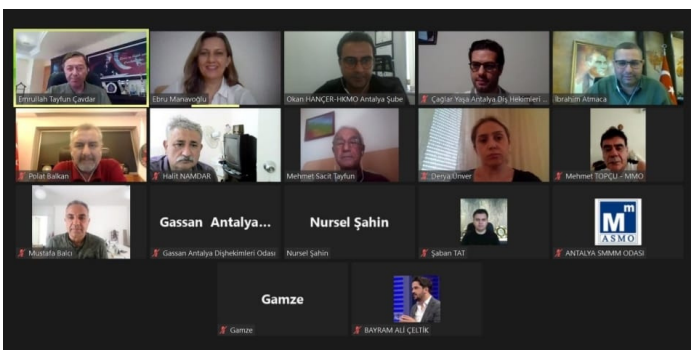 Emrullah Tayfun Çavdar
Ebru Manavoğlu
Okan HANÇER-HKMO Antalya Şube
Çağlar Yaşa Antalya Diş Hekimleri ...
İbrahim Atmaca
Polat Balkan
Halit NAMDAR
Mehmet Sacit Tayfun
Derya Ünver
Mehmet TOPÇU - MMO
Mustafa Balcı
Gassan Antalya...
Gassan Antalya Dişhekimleri Odası
Nursel Şahin
Nursel Şahin
Şaban TAT
M m
ASMO
ANTALYA SMMM ODASI
Gamze
Gamze
BAYRAM ALİ ÇELTİK